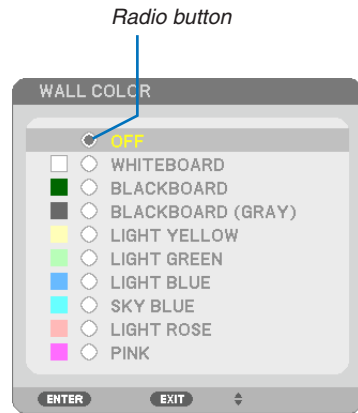 Radio button
WALL COLOR
OFF
WHITEBOARD
BLACKBOARD
BLACKBOARD (GRAY)
LIGHT YELLOW
LIGHT GREEN
LIGHT BLUE
SKY BLUE
LIGHT ROSE
PINK
ENTER EXIT